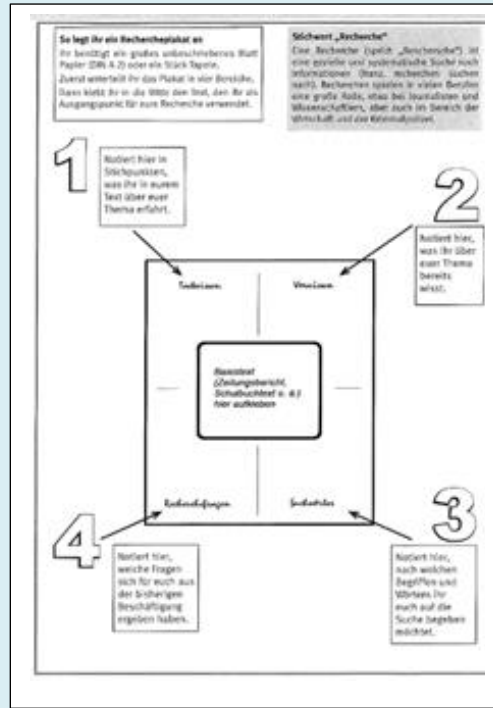 So legt ihr ein Rechercheplakat an
Ihr benötigt ein großes unbeschriebenes Blatt
Papier (DIN A 2) oder ein Stück Tapete.
Zuerst unterteilt ihr das Plakat in vier Bereiche.
Dann klebt ihr in die Mitte den Text, den ihr als
Ausgangspunkt für eure Recherche verwendet.
Stichwort „Recherche“
Eine Recherche (sprich ) ist
eine gezielte und systematische Suche nach
Informationen (franz. rechercher suchen
nach). Recherchen spielen in vielen Berufen
eine große Rolle, etwa bei Journalisten und
Wissenschaftlern, aber auch im Bereich der
Wirtschaft und der Kriminalpolizei.
1
Notiert hier in
Stichpunkten,
was ihr in eurem
Text über euer
Thema erfahrt.
2
Notiert hier,
was ihr über
euer Thema
bereits
wisst.
Textwissen
Vorwissen
Basistext
(Zeitungsbericht,
Schulbuchtext o. ä.)
hier aufkleben
Recherchefragen
4
Notiert hier,
welche Fragen
sich für euch aus
der bisherigen
Beschäftigung
ergeben haben.
3
Notiert hier,
nach welchen
Begriffen und
Wörtern ihr
euch auf die
Suche begeben
möchtet.